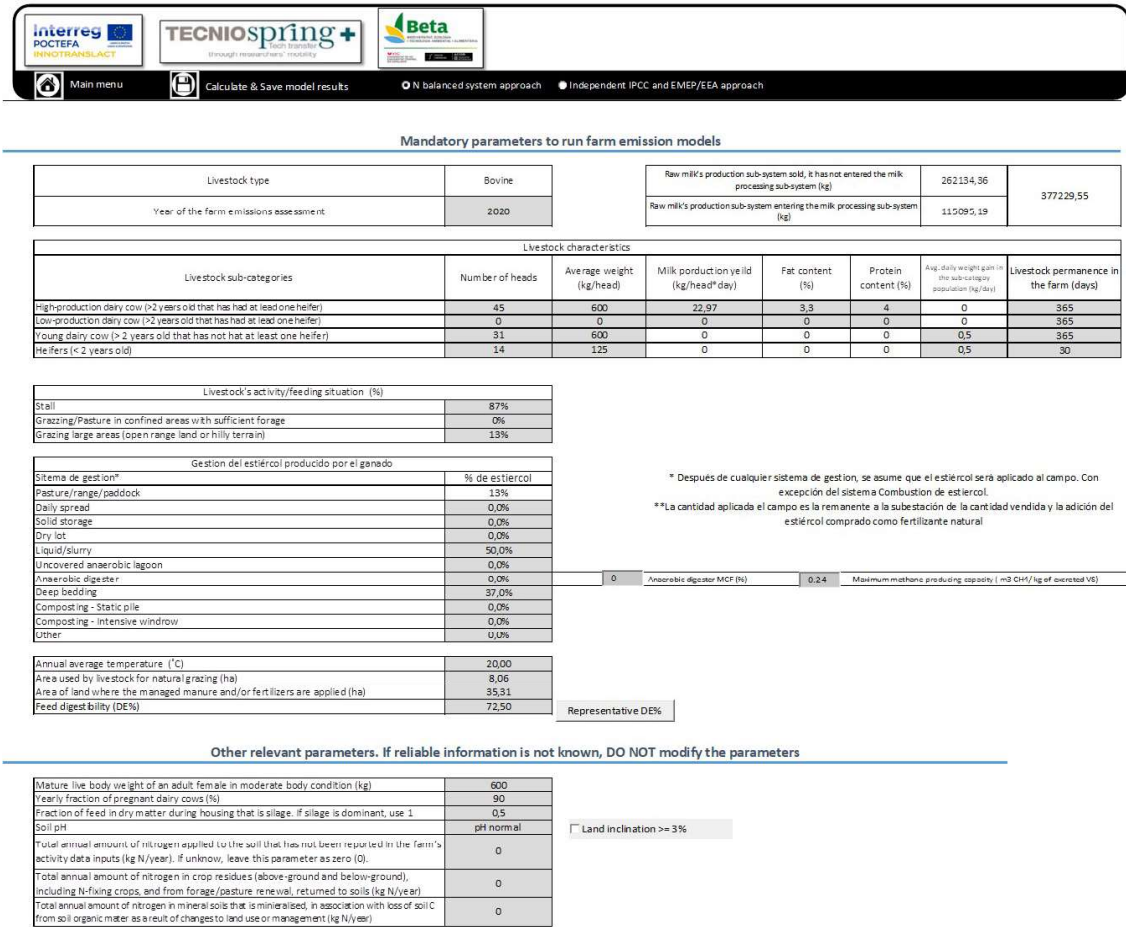 Interreg
POCTEFA
INNOTRANSLACT
TECNIOspring +
Tech transfer
through researchers' mobility
Beta
Main menu
Calculate & Save model results
N balanced system approach
Independent IPCC and EMEP/EEA approach
Mandatory parameters to run farm emission models
Livestock type Bovine
Year of the farm emissions assessment 2020
Raw milk's production sub-system sold, it has not entered the milk
processing sub-system (kg)
262134,36
Raw milk's production sub-system entering the milk processing sub-system
(kg)
115095,19
377229,55
Livestock characteristics
Livestock sub-categories
Number of heads
Average weight
(kg/head)
Milk porduction yeild
(kg/head*day)
Fat content
(%)
Protein
content (%)
Avg. daily weight gain in
the sub-categoy
population (kg/day)
Livestock permanence in
the farm (days)
High-production dairy cow (>2 years old that has had at lead one heifer) 45 600 22,97 3,3 4 0 365
Low-production dairy cow (>2 years old that has had at lead one heifer) 0 0 0 0 0 0 365
Young dairy cow (> 2 years old that has not hat at least one heifer) 31 600 0 0 0 0,5 365
Heifers (< 2 years old) 14 125 0 0 0 0,5 30
Livestock's activity/feeding situation (%)
Stall 87%
Grazzing/Pasture in confined areas with sufficient forage 0%
Grazing large areas (open range land or hilly terrain) 13%
Gestion del estiércol producido por el ganado
Sitema de gestion* % de estiercol
Pasture/range/paddock 13%
Daily spread 0,0%
Solid storage 0,0%
Dry lot 0,0%
Liquid/slurry 50,0%
Uncovered anaerobic lagoon 0,0%
Anaerobic digester 0,0%
Deep bedding 37,0%
Composting - Static pile 0,0%
Composting - Intensive windrow 0,0%
Other 0,0%
* Después de cualquier sistema de gestion, se asume que el estiércol será aplicado al campo. Con
excepción del sistema Combustion de estiercol.
**La cantidad aplicada el campo es la remanente a la subestación de la cantidad vendida y la adición del
estiércol comprado como fertilizante natural
0 Anaerobic digester MCF (%) 0.24 Maximum methane producing capacity ( m3 CH4/ kg of excreted VS)
Annual average temperature (˚C) 20,00
Area used by livestock for natural grazing (ha) 8,06
Area of land where the managed manure and/or fertilizers are applied (ha) 35,31
Feed digestibility (DE%) 72,50
Representative DE%
Other relevant parameters. If reliable information is not known, DO NOT modify the parameters
Mature live body weight of an adult female in moderate body condition (kg) 600
Yearly fraction of pregnant dairy cows (%) 90
Fraction of feed in dry matter during housing that is silage. If silage is dominant, use 1 0,5
Soil pH pH normal
Land inclination >= 3%
Total annual amount of nitrogen applied to the soil that has not been reported in the farm's
activity data inputs (kg N/year). If unknow, leave this parameter as zero (0).
0
Total annual amount of nitrogen in crop residues (above-ground and below-ground),
including N-fixing crops, and from forage/pasture renewal, returned to soils (kg N/year)
0
Total annual amount of nitrogen in mineral soils that is minieralised, in association with loss of soil C
from soil organic mater as a reult of changes to land use or management (kg N/year)
0